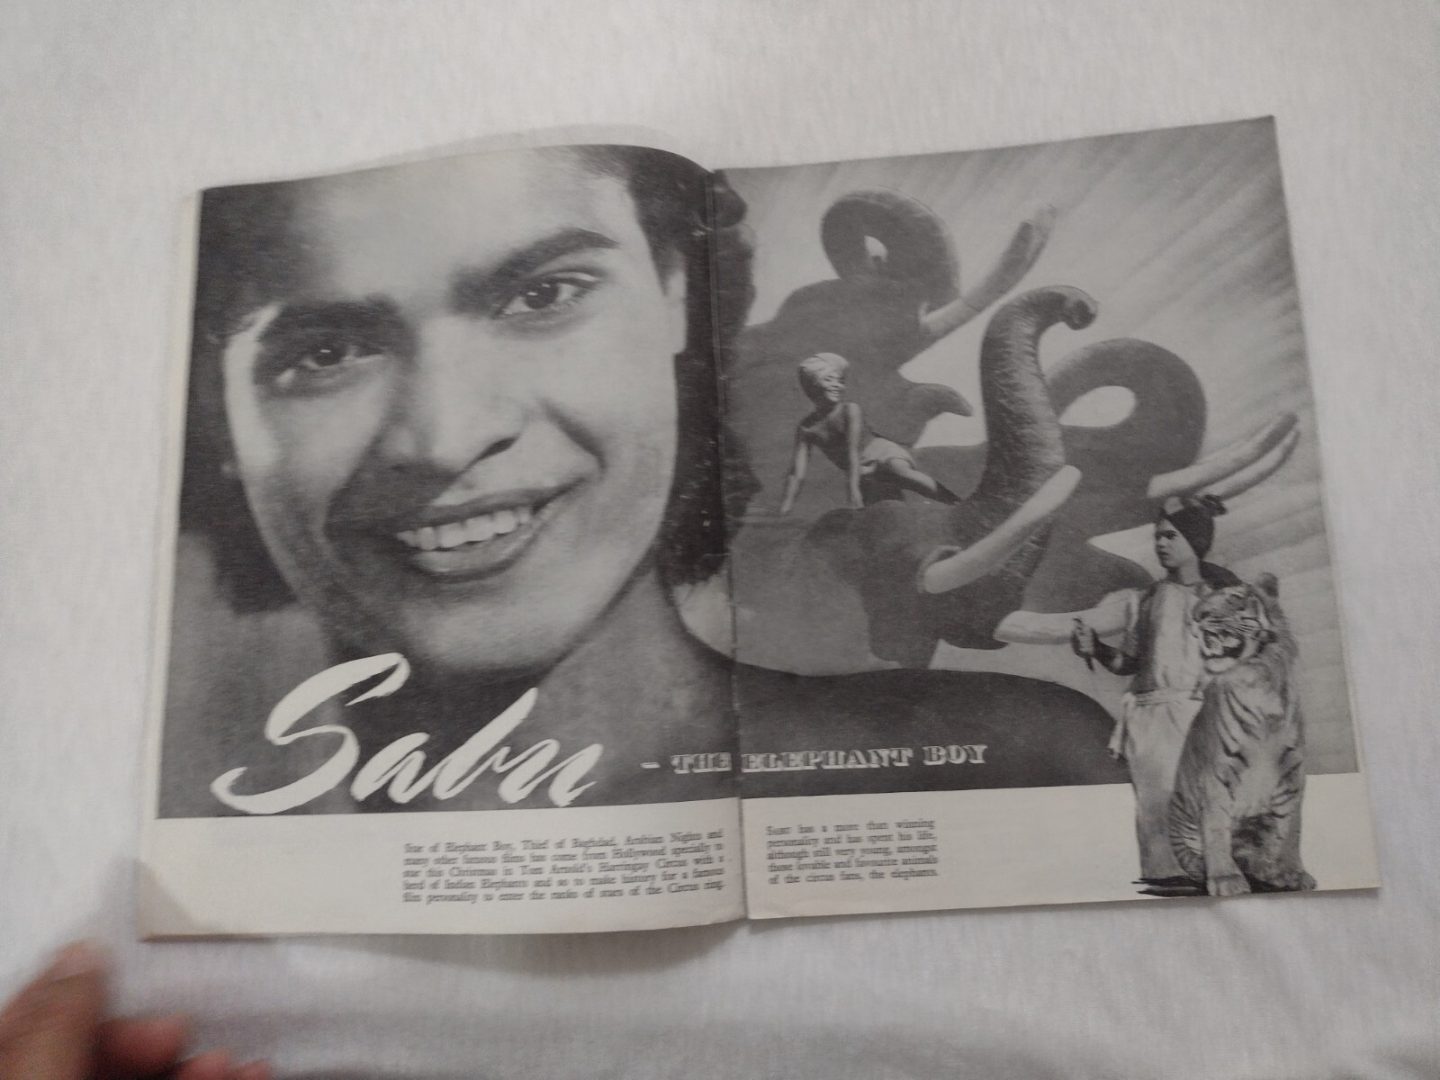 Sabu
- THE ELEPHANT BOY
Star of Elephant Boy, Thief of Baghdad, Arabian Nights and
many other famous films has come from Hollywood specially to
star this Christmas in Tom Arnold's Harringay Circus with a
herd of Indian Elephants and so to make history for a famous
film personality to enter the ranks of stars of the Circus ring.
SABU has a more than winning
personality and has spent his life,
although still very young, amongst
those lovable and favourite animals
of the circus fans, the elephants.